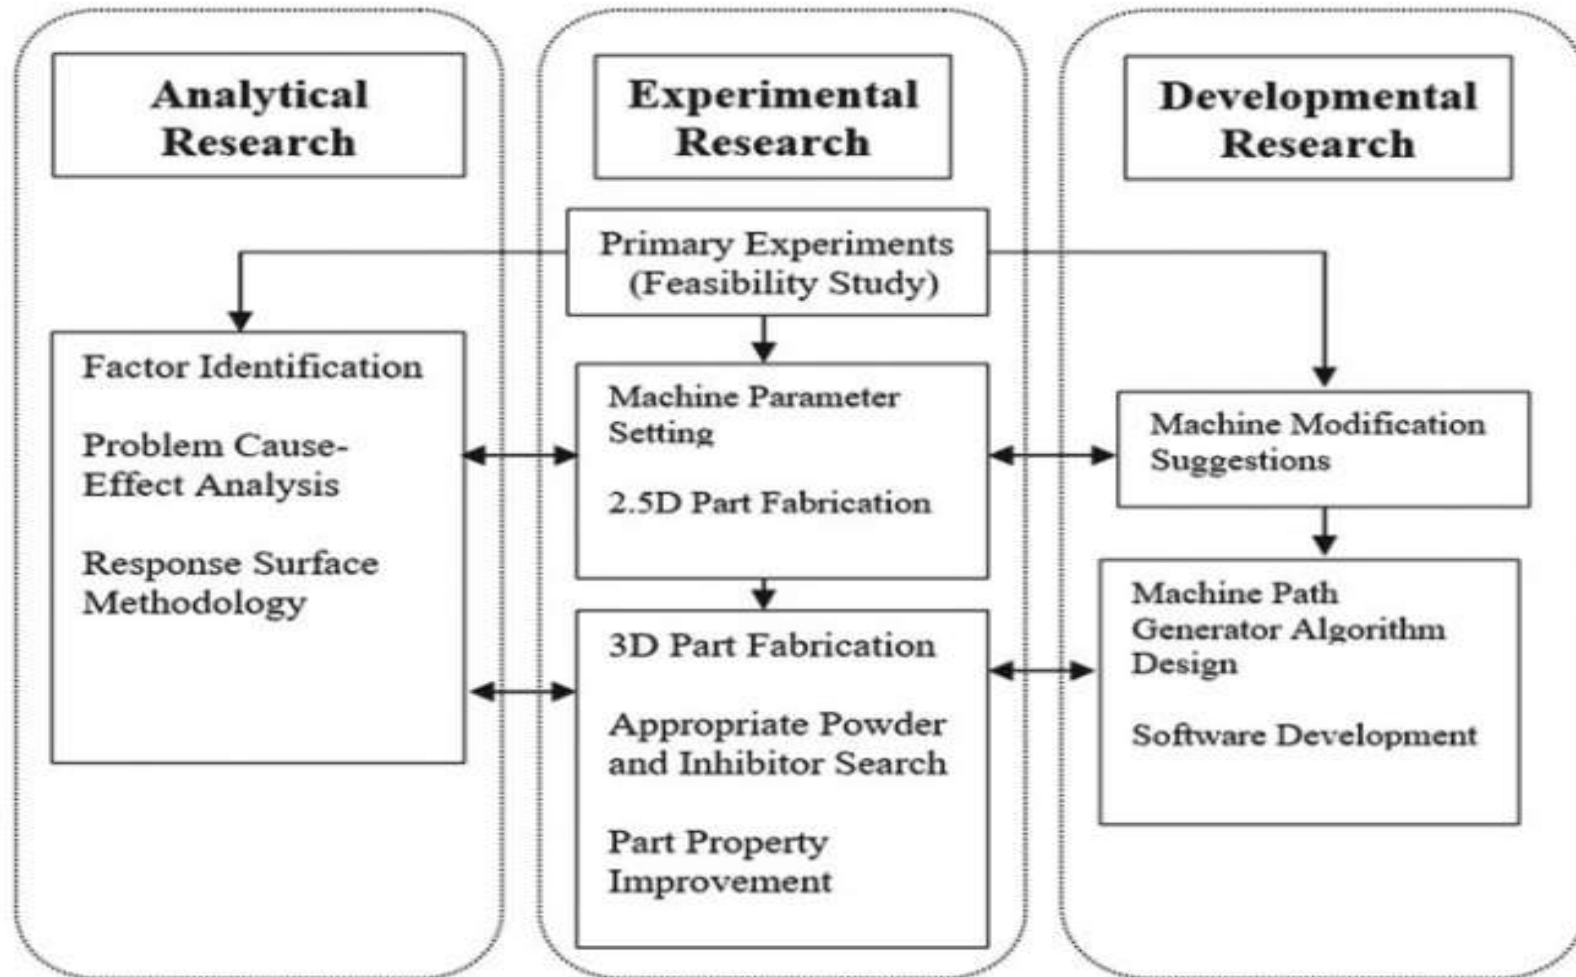 Analytical
Research
Experimental
Research
Developmental
Research
Primary Experiments
(Feasibility Study)
Factor Identification
Problem Cause-
Effect Analysis
Response Surface
Methodology
Machine Parameter
Setting
2.5D Part Fabrication
3D Part Fabrication
Appropriate Powder
and Inhibitor Search
Part Property
Improvement
Machine Modification
Suggestions
Machine Path
Generator Algorithm
Design
Software Development